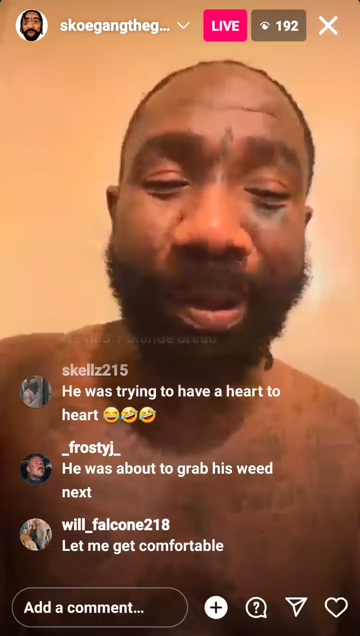 skoegangtheg...
LIVE
192
skellz215
He was trying to have a heart to
heart 😂🤣🤣
_frostyj_
He was about to grab his weed
next
will_falcone218
Let me get comfortable
Add a comment...